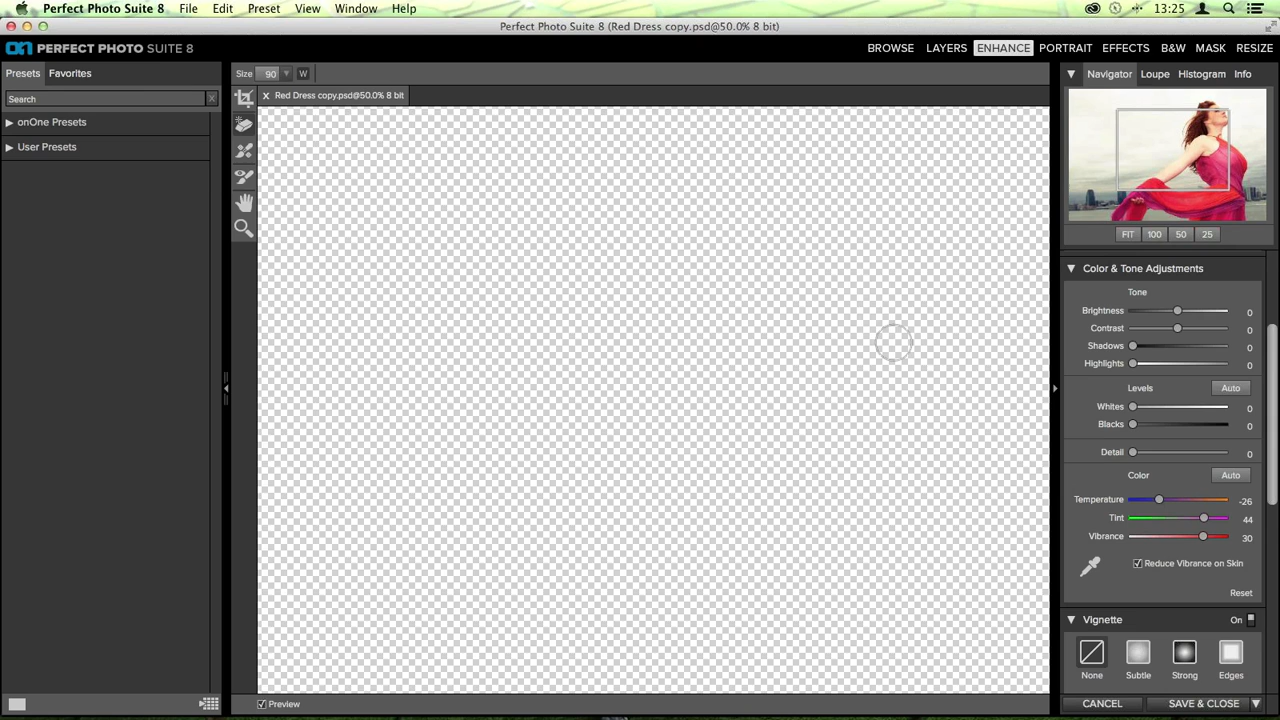 Perfect Photo Suite 8 File Edit Preset View Window Help 13:25
Perfect Photo Suite 8 (Red Dress copy.psd@50.0% 8 bit)
on PERFECT PHOTO SUITE 8 BROWSE LAYERS ENHANCE PORTRAIT EFFECTS B&W MASK RESIZE
Presets Favorites Size 90 W Navigator Loupe Histogram Info
Search X
x Red Dress copy.psd@50.0% 8 bit
onOne Presets
User Presets
FIT 100 50 25
Color & Tone Adjustments
Tone
Brightness 0
Contrast 0
Shadows 0
Highlights 0
Levels Auto
Whites 0
Blacks 0
Detail 0
Color Auto
Temperature -26
Tint 44
Vibrance 30
Reduce Vibrance on Skin
Reset
Vignette On
None Subtle Strong Edges
Preview CANCEL SAVE & CLOSE